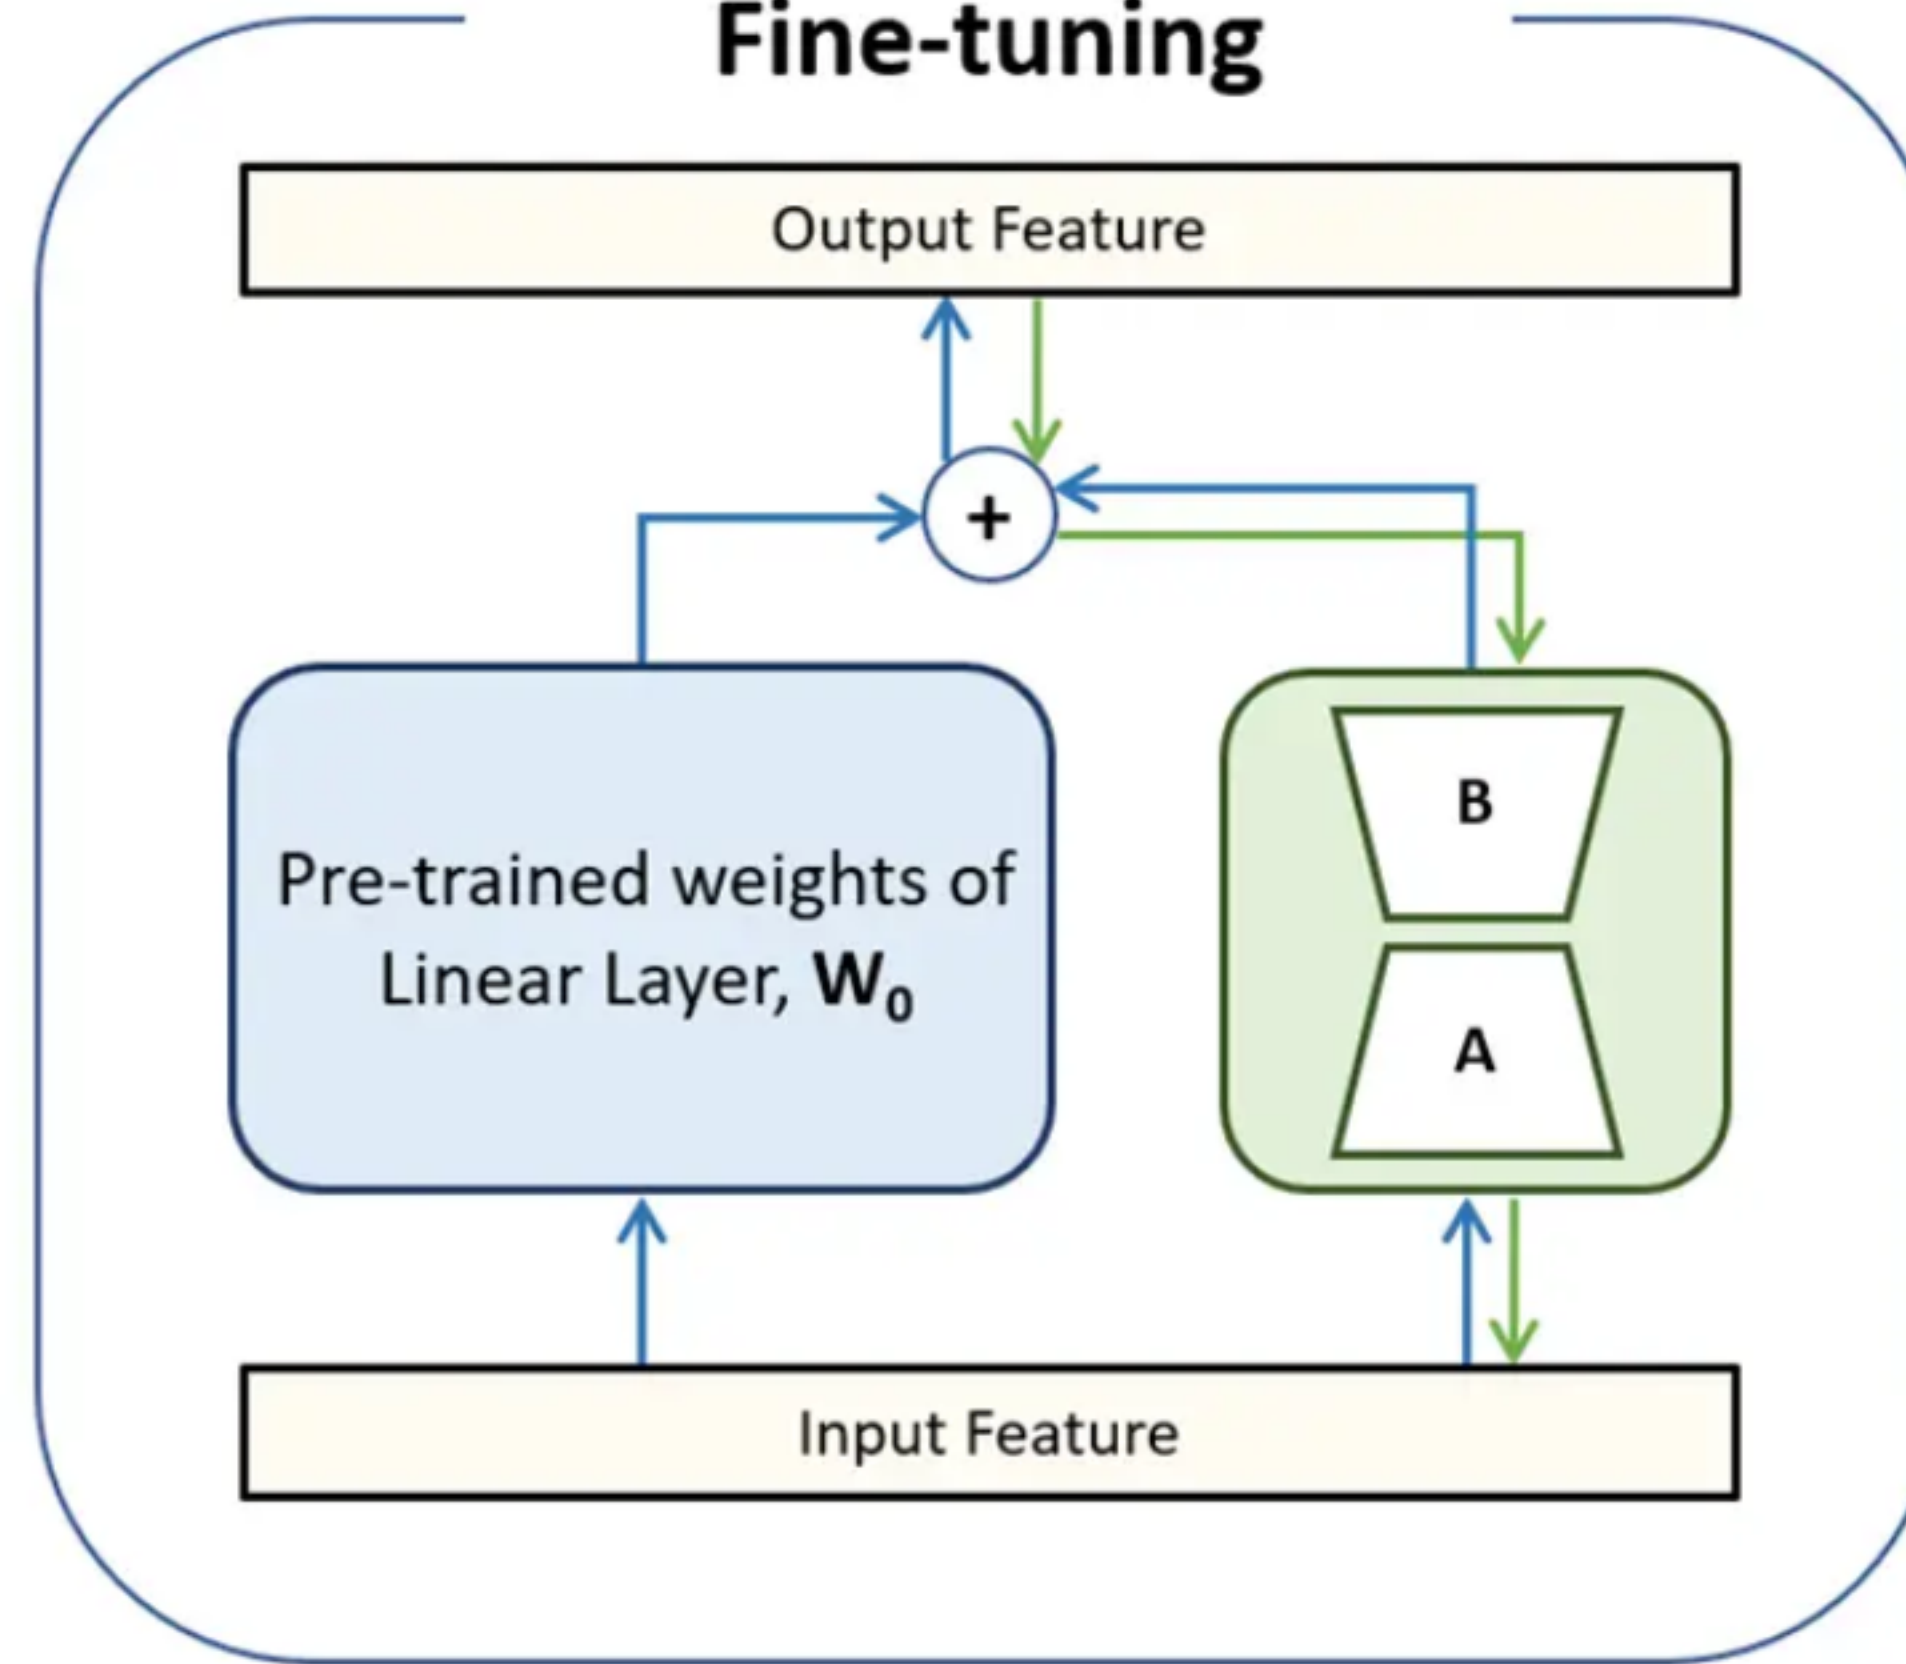 Fine-tuning
Output Feature
+
Pre-trained weights of
Linear Layer, W₀
B
A
Input Feature